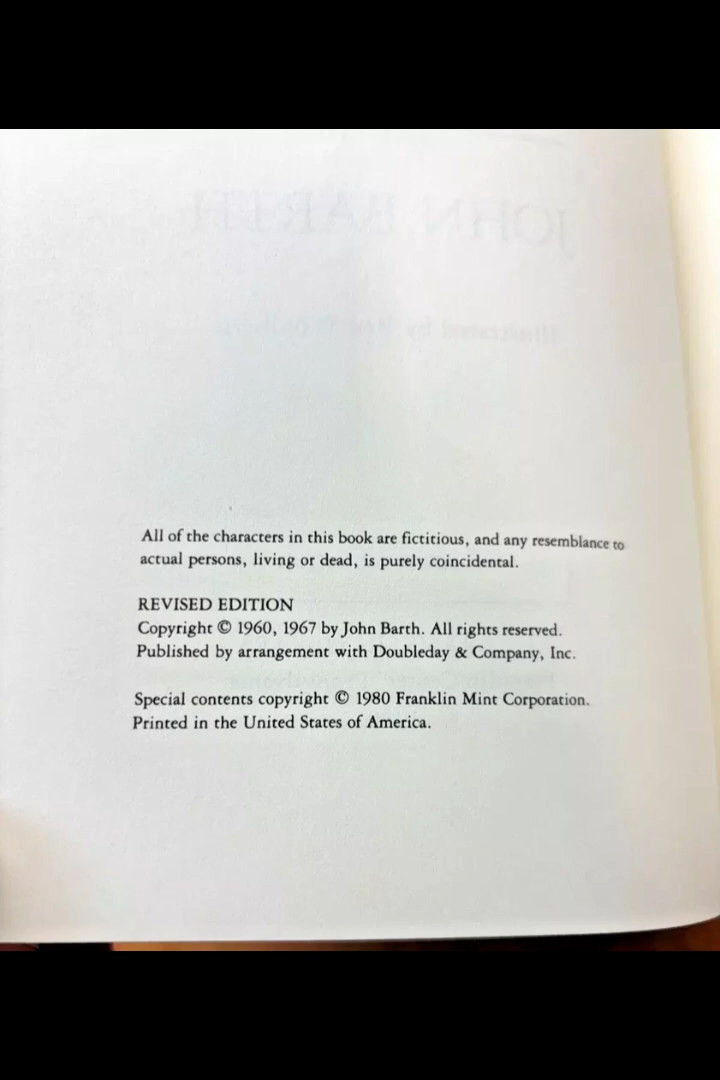 All of the characters in this book are fictitious, and any resemblance to
actual persons, living or dead, is purely coincidental.
REVISED EDITION
Copyright © 1960, 1967 by John Barth. All rights reserved.
Published by arrangement with Doubleday & Company, Inc.
Special contents copyright © 1980 Franklin Mint Corporation.
Printed in the United States of America.